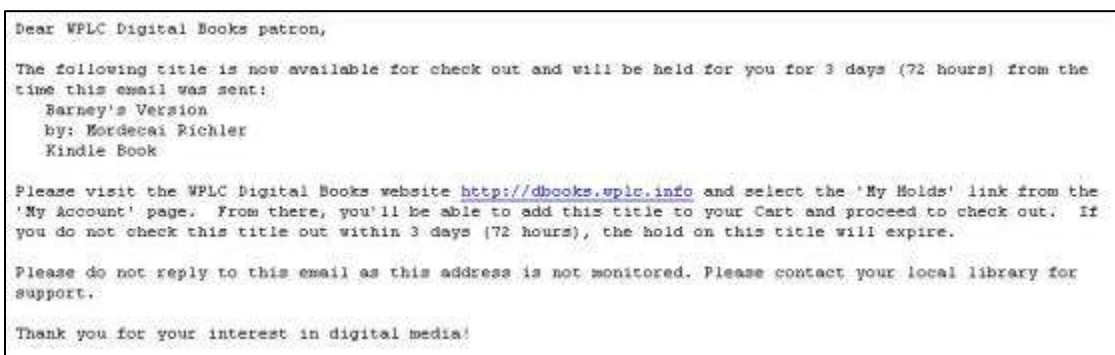 Dear WPLC Digital Books patron,
The following title is now available for check out and will be held for you for 3 days (72 hours) from the
time this email was sent:
Barney's Version
by: Mordecai Richler
Kindle Book
Please visit the WPLC Digital Books website http://dbooks.wplc.info and select the 'My Holds' link from the
'My Account' page.  From there, you'll be able to add this title to your Cart and proceed to check out.  If
you do not check this title out within 3 days (72 hours), the hold on this title will expire.
Please do not reply to this email as this address is not monitored. Please contact your local library for
support.
Thank you for your interest in digital media!